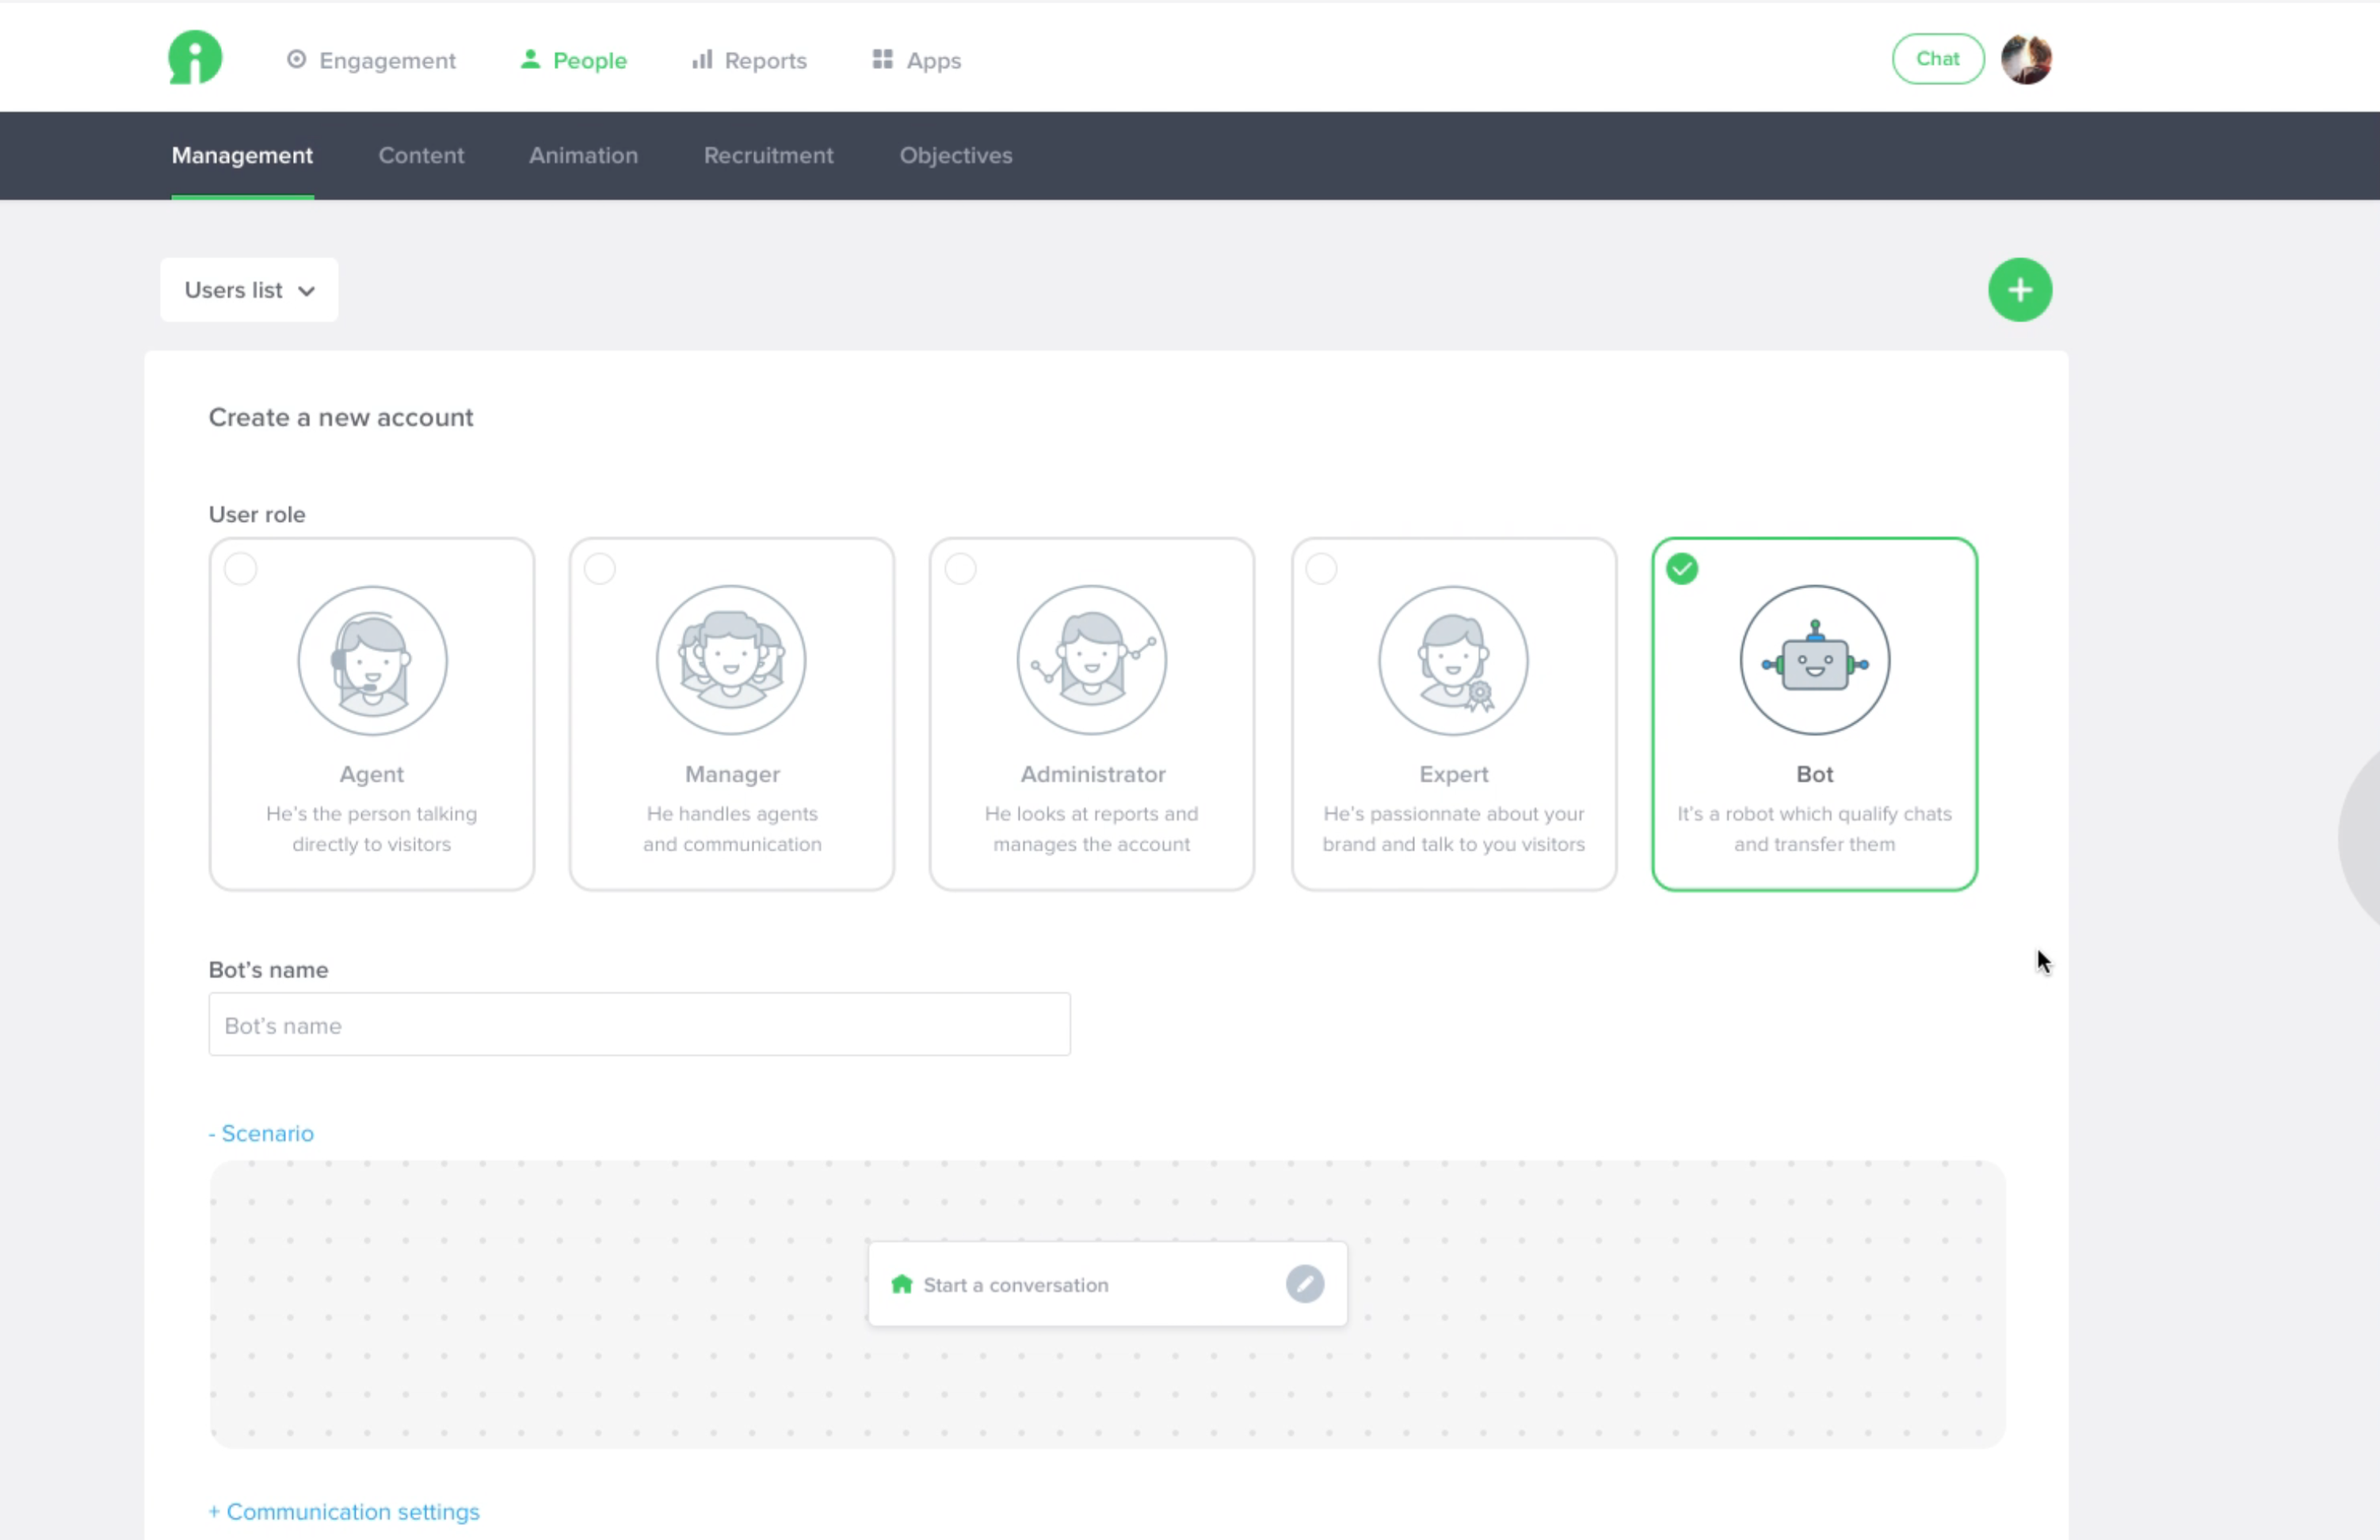 Engagement
People
Reports
Apps
Chat
Management
Content
Animation
Recruitment
Objectives
Users list
Create a new account
User role
Agent
He's the person talking
directly to visitors
Manager
He handles agents
and communication
Administrator
He looks at reports and
manages the account
Expert
He's passionnate about your
brand and talk to you visitors
Bot
It's a robot which qualify chats
and transfer them
Bot's name
Bot's name
- Scenario
Start a conversation
+ Communication settings